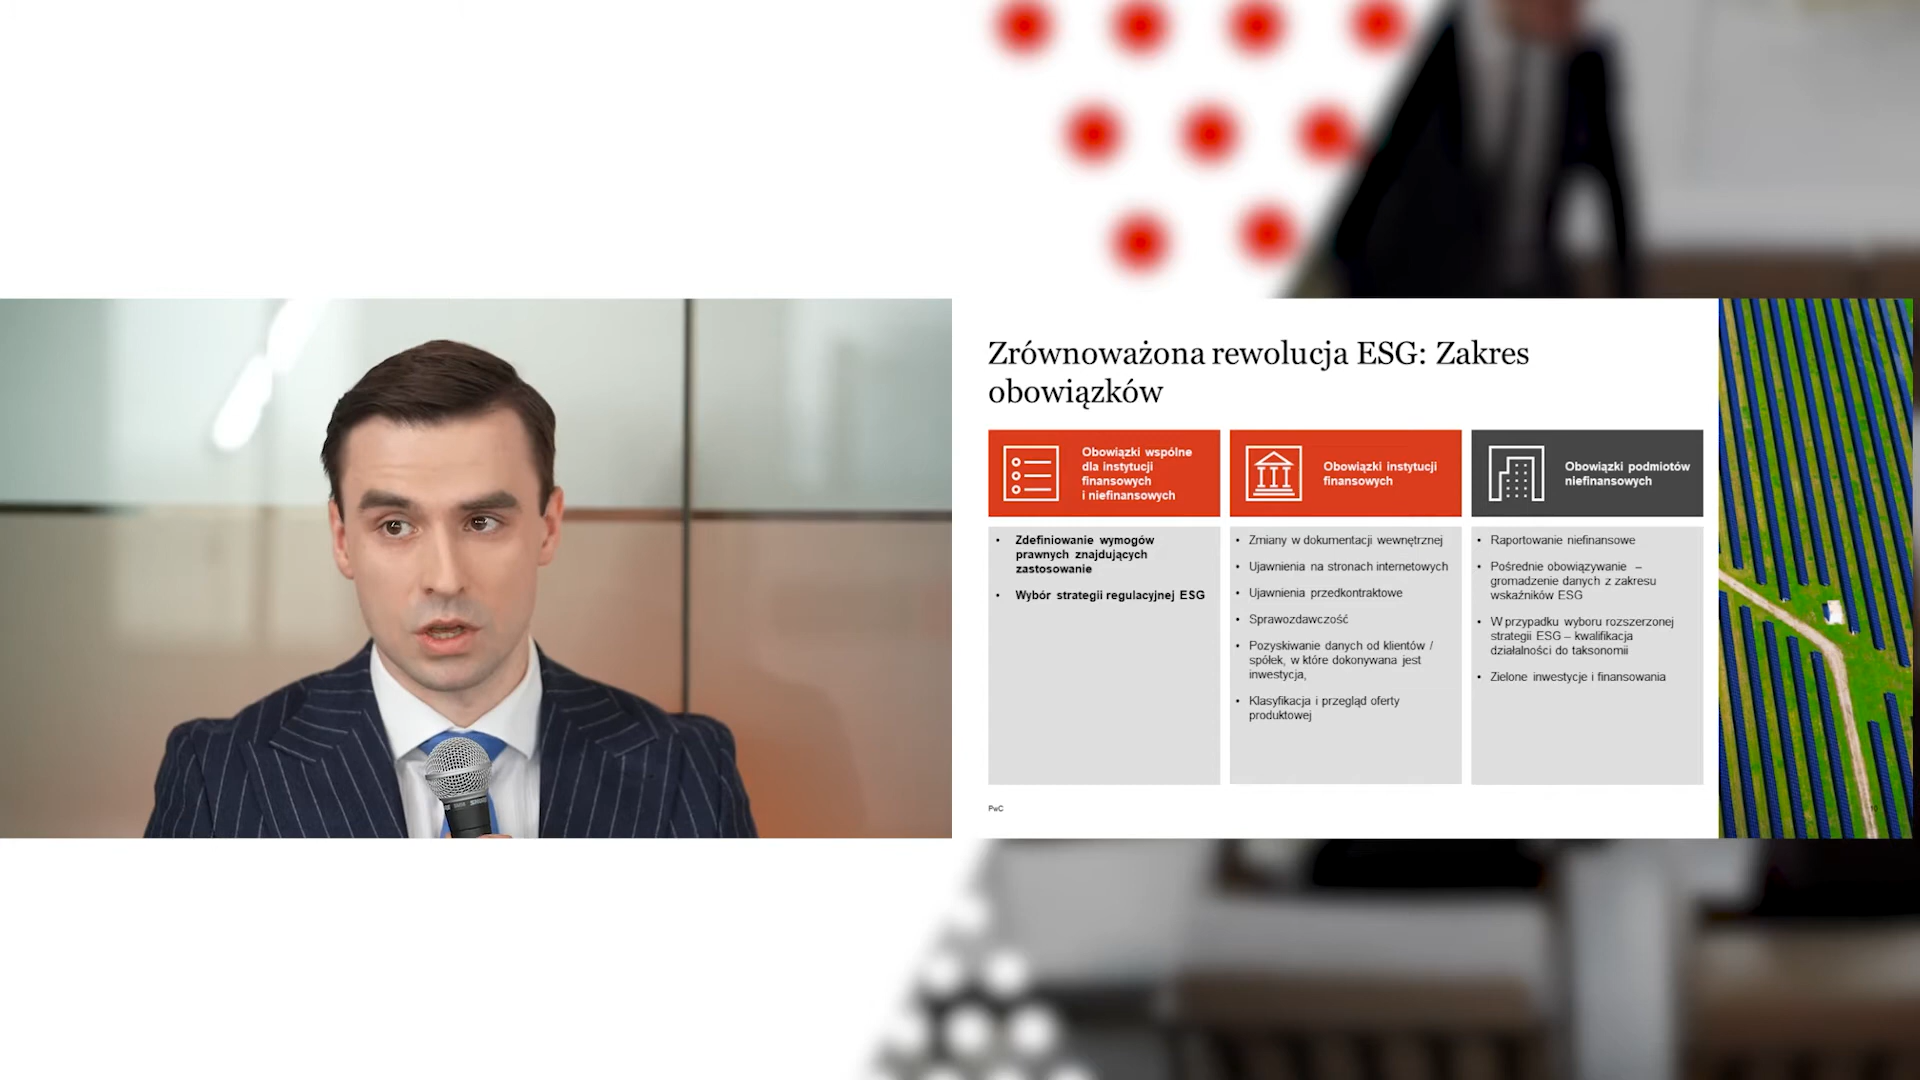 Zrównoważona rewolucja ESG: Zakres
obowiązków
Obowiązki wspólne
dla instytucji
finansowych
i niefinansowych
• Zdefiniowanie wymogów
prawnych znajdujących
zastosowanie
• Wybór strategii regulacyjnej ESG
Obowiązki instytucji
finansowych
• Zmiany w dokumentacji wewnętrznej
• Ujawnienia na stronach internetowych
• Ujawnienia przedkontraktowe
• Sprawozdawczość
• Pozyskiwanie danych od klientów /
spółek, w które dokonywana jest
inwestycja,
• Klasyfikacja i przegląd oferty
produktowej
Obowiązki podmiotów
niefinansowych
• Raportowanie niefinansowe
• Pośrednie obowiązywanie –
gromadzenie danych z zakresu
wskaźników ESG
• W przypadku wyboru rozszerzonej
strategii ESG – kwalifikacja
działalności do taksonomii
• Zielone inwestycje i finansowania
PwC